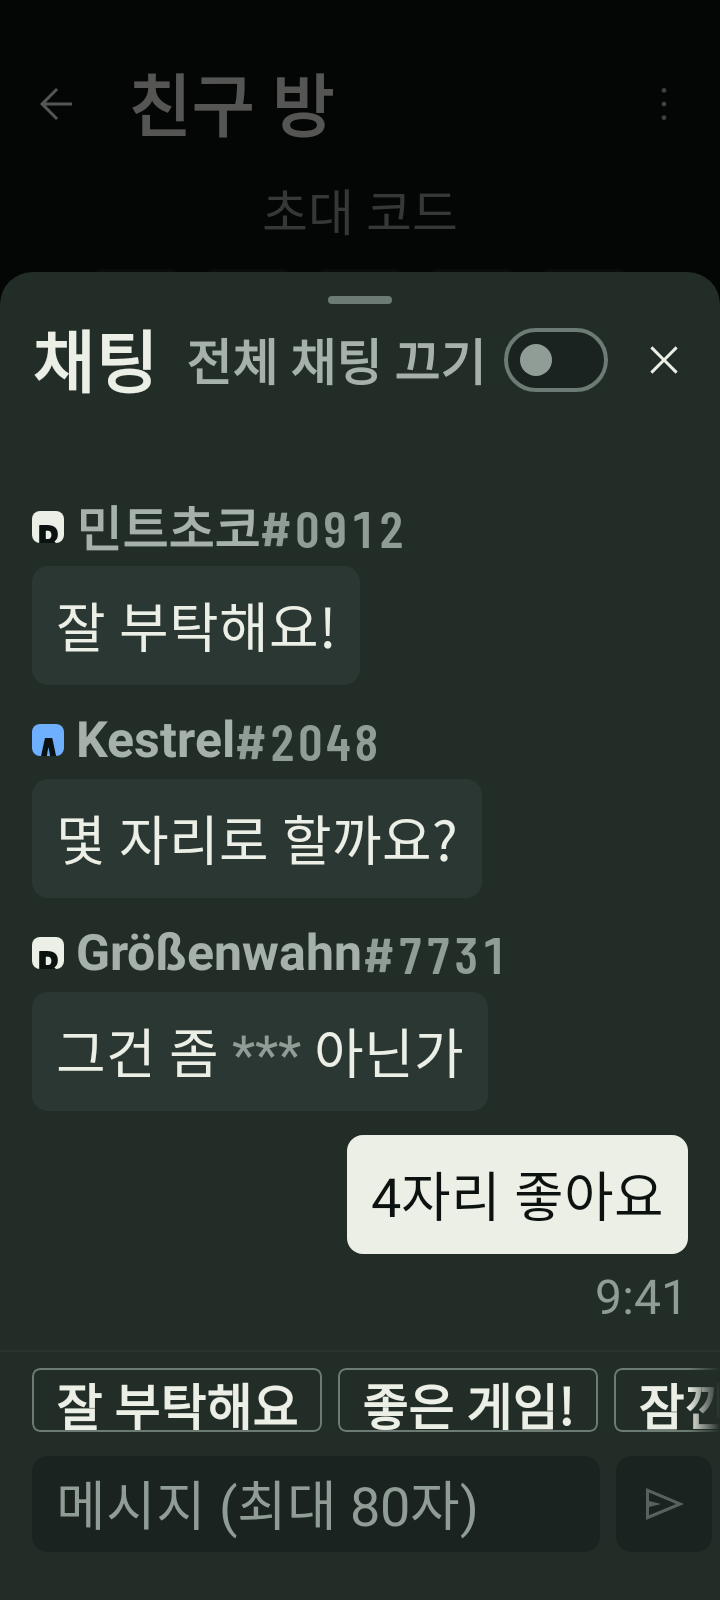 친구 방
초대 코드
채팅 전체 채팅 끄기
민트초코#0912
잘 부탁해요!
Kestrel#2048
몇 자리로 할까요?
Größenwahn#7731
그건 좀 *** 아닌가
4자리 좋아요
9:41
잘 부탁해요 좋은 게임!
메시지 (최대 80자)